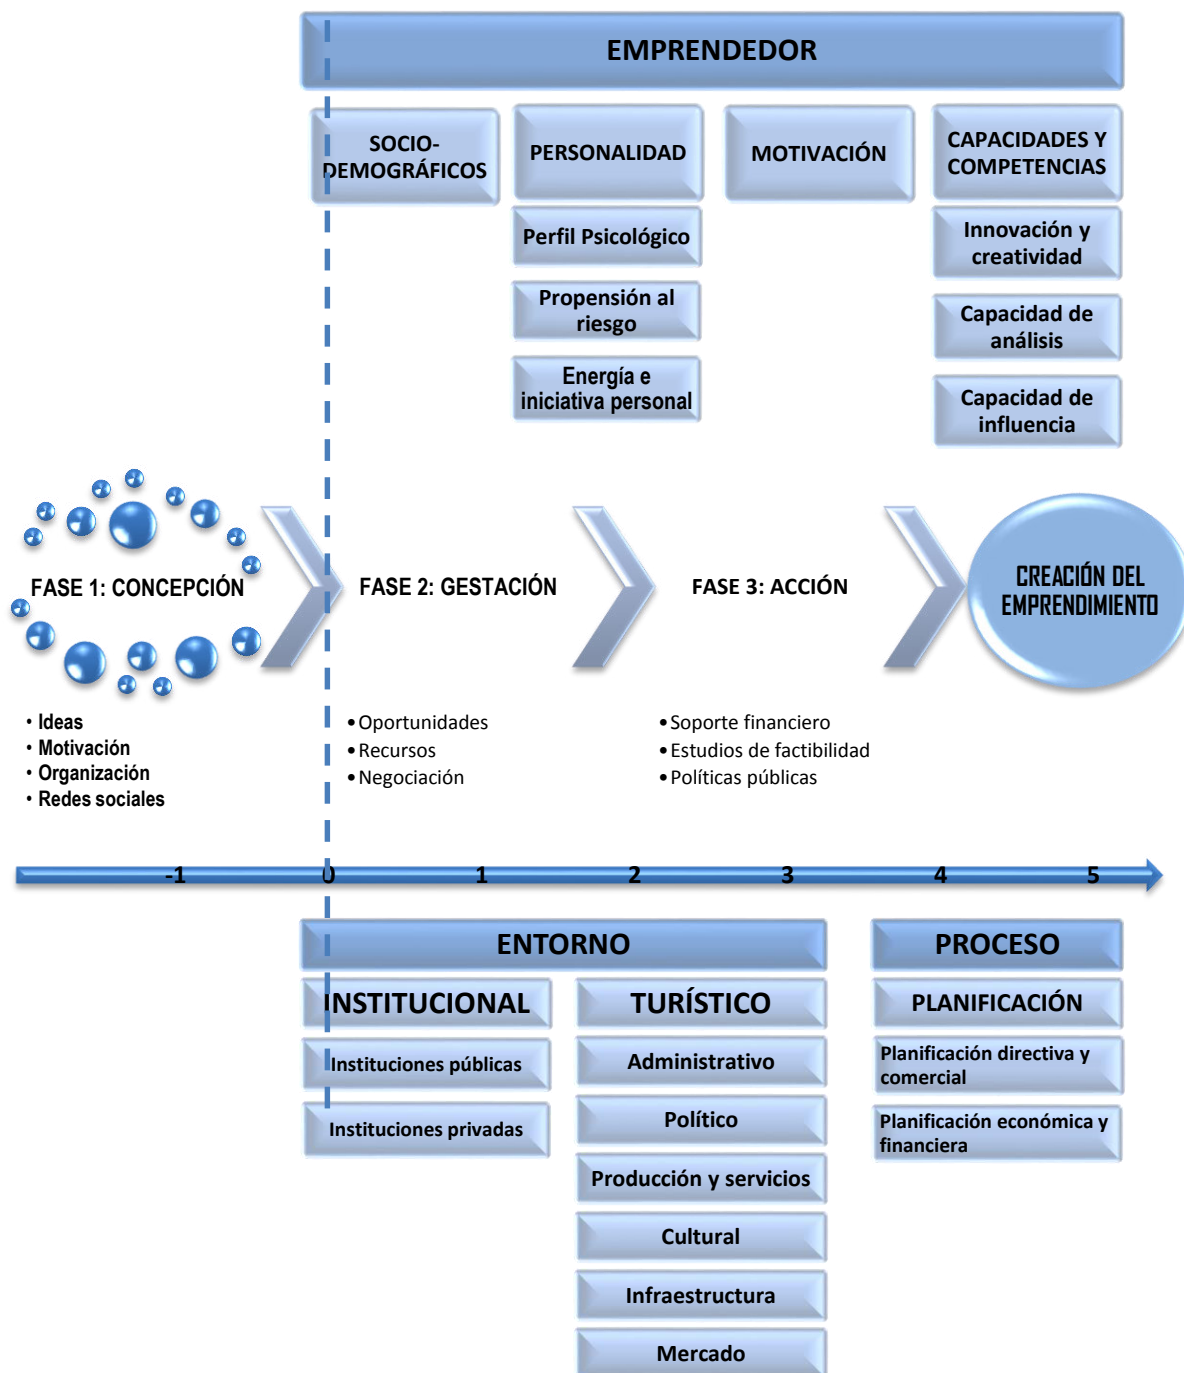 EMPRENDEDOR
SOCIO-
DEMOGRÁFICOS
PERSONALIDAD
MOTIVACIÓN
CAPACIDADES Y
COMPETENCIAS
Perfil Psicológico
Propensión al
riesgo
Energía e
iniciativa personal
Innovación y
creatividad
Capacidad de
análisis
Capacidad de
influencia
FASE 1: CONCEPCIÓN
FASE 2: GESTACIÓN
FASE 3: ACCIÓN
CREACIÓN DEL
EMPRENDIMIENTO
• Ideas
• Motivación
• Organización
• Redes sociales
• Oportunidades
• Recursos
• Negociación
• Soporte financiero
• Estudios de factibilidad
• Políticas públicas
-1 0 1 2 3 4 5
ENTORNO
INSTITUCIONAL
Instituciones públicas
Instituciones privadas
TURÍSTICO
Administrativo
Político
Producción y servicios
Cultural
Infraestructura
Mercado
PROCESO
PLANIFICACIÓN
Planificación directiva y
comercial
Planificación económica y
financiera